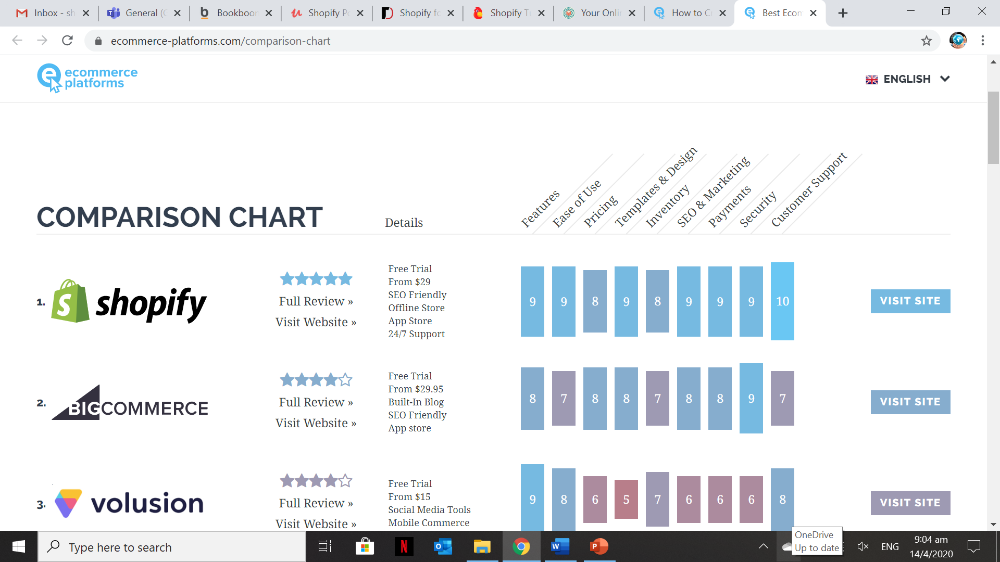 Inbox - sh
General (G
Bookboon
Shopify Po
Shopify fo
Shopify Tu
Your Onlin
How to Cr
Best Ecom
ecommerce-platforms.com/comparison-chart
ecommerce
platforms
ENGLISH
COMPARISON CHART
Details
Features
Ease of Use
Pricing
Templates & Design
Inventory
SEO & Marketing
Payments
Security
Customer Support
1.
shopify
Full Review »
Visit Website »
Free Trial
From $29
SEO Friendly
Offline Store
App Store
24/7 Support
9 9 8 9 8 9 9 9 10
VISIT SITE
2.
BIGCOMMERCE
Full Review »
Visit Website »
Free Trial
From $29.95
Built-In Blog
SEO Friendly
App store
8 7 8 8 7 8 8 9 7
VISIT SITE
3.
volusion
Full Review »
Visit Website »
Free Trial
From $15
Social Media Tools
Mobile Commerce
9 8 6 5 7 6 6 6 8
VISIT SITE
OneDrive
Up to date
Type here to search
ENG
9:04 am
14/4/2020